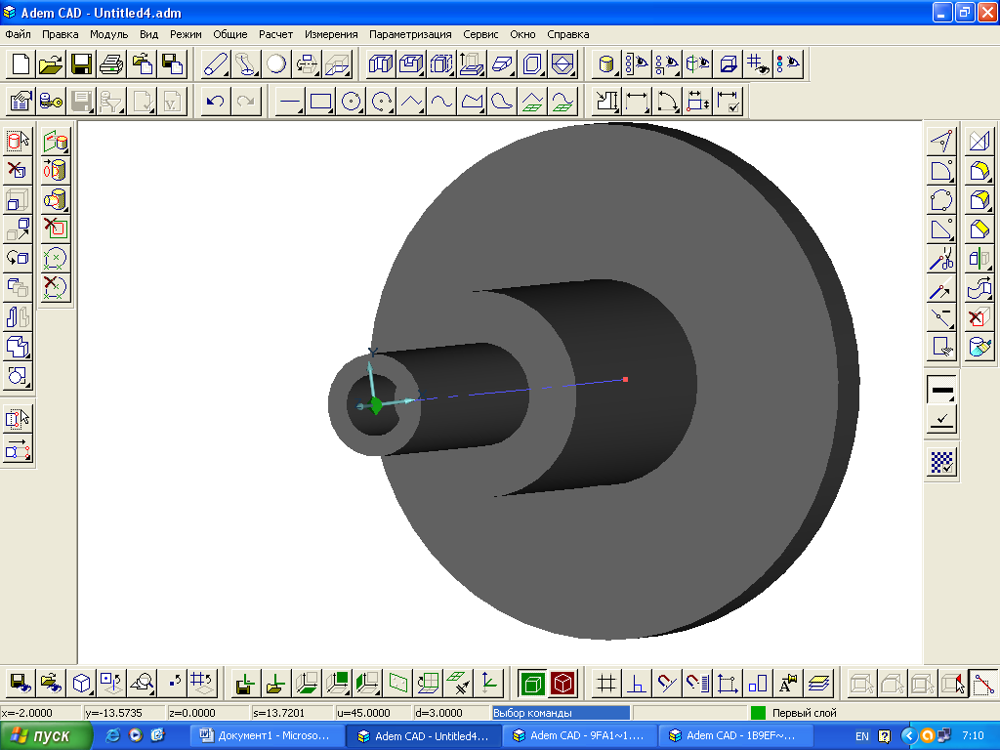 Adem CAD - Untitled4.adm
Файл Правка Модуль Вид Режим Общие Расчет Измерения Параметризация Сервис Окно Справка
Y
x=-2.0000 y=-13.5735 z=0.0000 s=13.7201 u=45.0000 d=3.0000 Выбор команды Первый слой
пуск Документ1 - Microso... Adem CAD - Untitled4... Adem CAD - 9FA1~1.... Adem CAD - 1B9EF~... EN 7:10